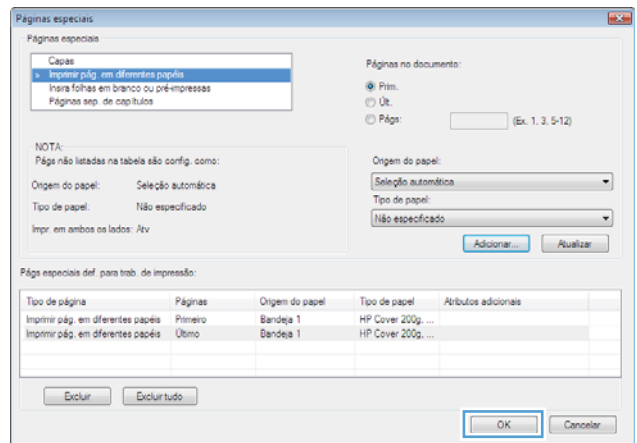 Páginas especiais
Páginas especiais
Capas
» Imprimir pág. em diferentes papéis
Insira folhas em branco ou pré-impressas
Páginas sep. de capítulos
Páginas no documento:
Prim.
Últ.
Págs:
(Ex. 1, 3, 5-12)
NOTA:
Págs não listadas na tabela são config. como:
Origem do papel: Seleção automática
Tipo de papel: Não especificado
Impr. em ambos os lados: Atv
Origem do papel:
Seleção automática
Tipo de papel:
Não especificado
Adicionar... Atualizar
Págs especiais def. para trab. de impressão:
Tipo de página Páginas Origem do papel Tipo de papel Atributos adicionais
Imprimir pág. em diferentes papéis Primeiro Bandeja 1 HP Cover 200g, ...
Imprimir pág. em diferentes papéis Último Bandeja 1 HP Cover 200g, ...
Excluir Excluir tudo
OK Cancelar